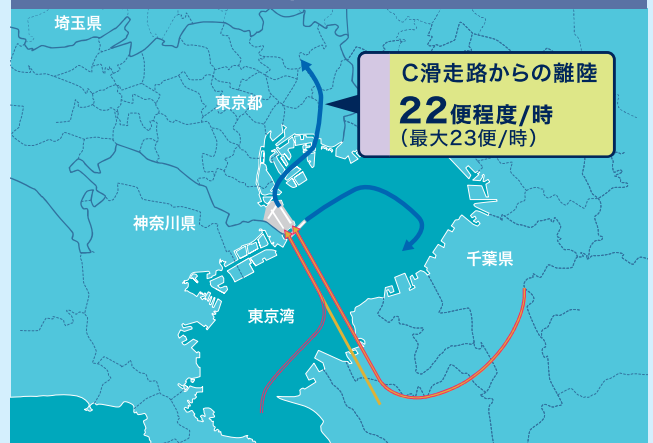 埼玉県
C滑走路からの離陸
東京都
22便程度/時
(最大23便/時)
神奈川県
千葉県
東京湾